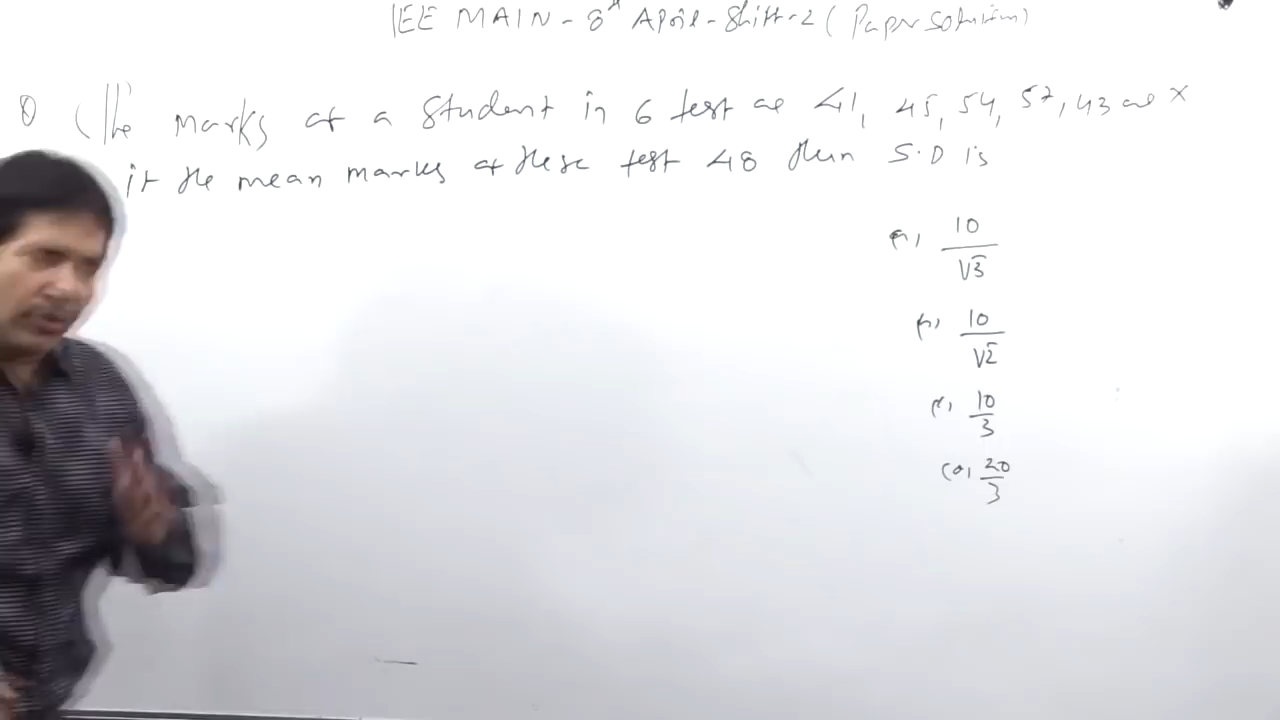 JEE MAIN - 8th April - Shift-2 (Paper solution)
Q (The marks of a student in 6 test are 41, 45, 54, 57, 43 and x
if the mean marks of these test 48 then S.D is
(A) 10/√3
(B) 10/√2
(C) 10/3
(D) 20/3